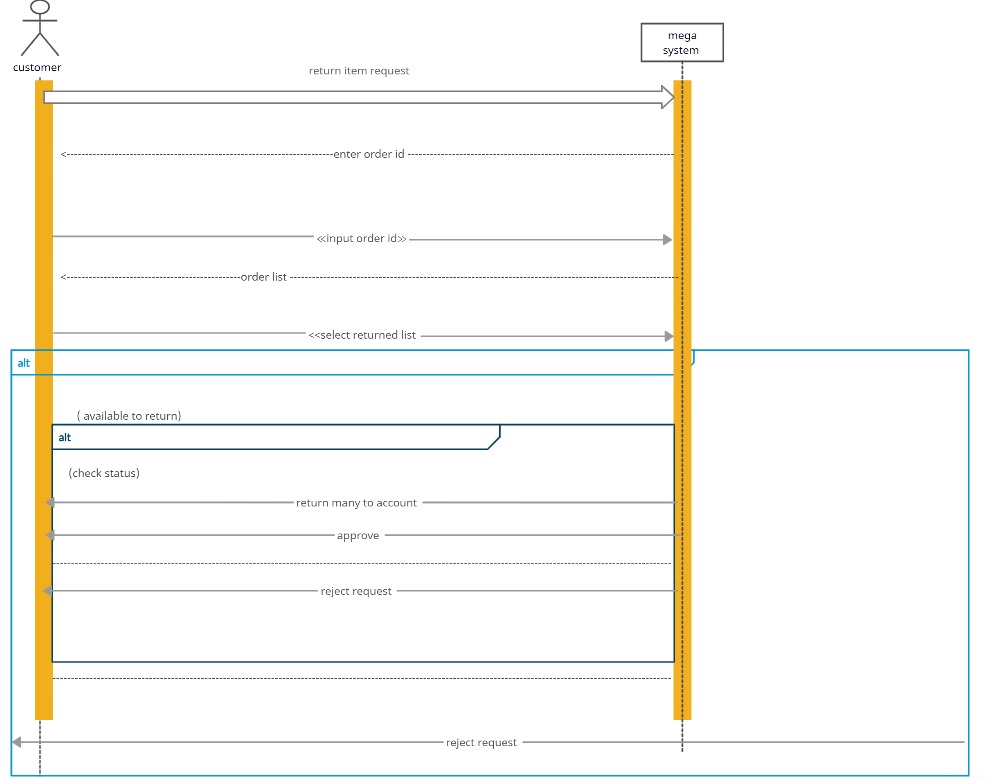 mega
system
customer
return item request
<---enter order id ---
<<input order id>>
<---order list ---
<<select returned list
alt
( available to return)
alt
(check status)
return many to account
approve
reject request
reject request